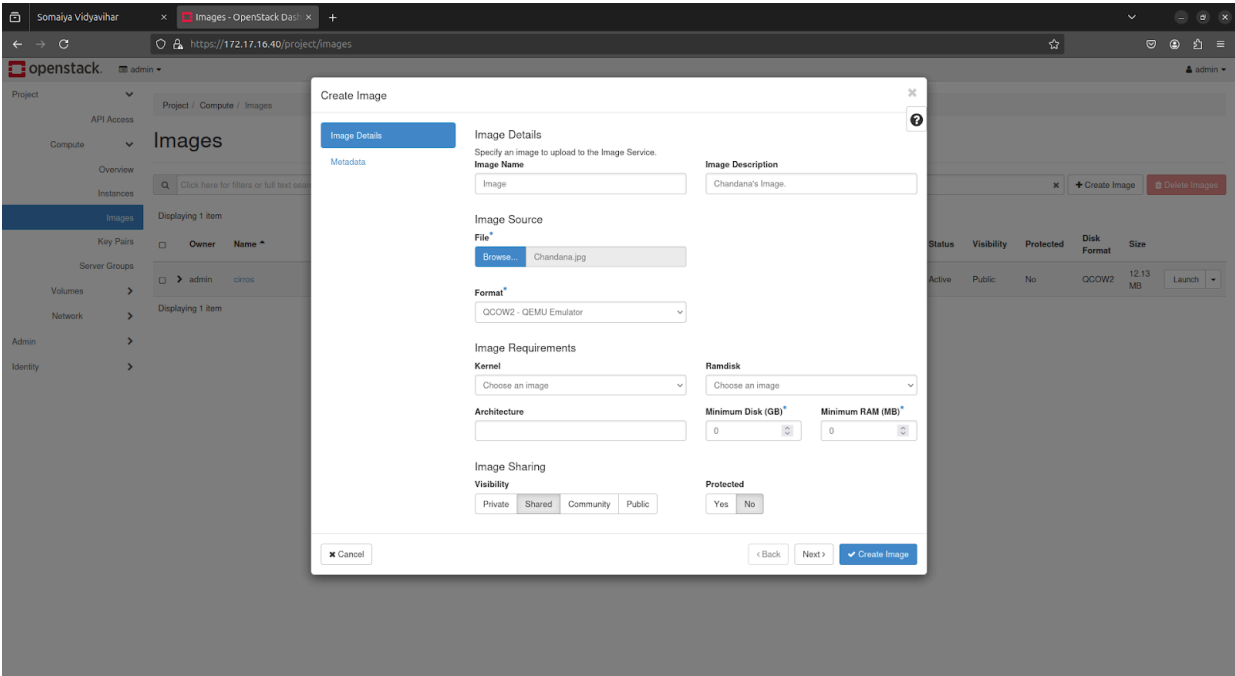 Somaiya Vidyavihar
Images - OpenStack Dash
https://172.17.16.40/project/images
openstack.
admin
admin
Project
API Access
Compute
Overview
Instances
Images
Key Pairs
Server Groups
Volumes
Network
Admin
Identity
Project / Compute / Images
Images
Click here for filters or full text sear
+ Create Image
Delete Images
Displaying 1 item
Owner Name Status Visibility Protected Disk Format Size
admin cirros Active Public No QCOW2 12.13 MB Launch
Displaying 1 item
Create Image
Image Details
Metadata
Image Details
Specify an image to upload to the Image Service.
Image Name Image Description
Image Chandana's Image.
Image Source
File*
Browse... Chandana.jpg
Format*
QCOW2 - QEMU Emulator
Image Requirements
Kernel Ramdisk
Choose an image Choose an image
Architecture Minimum Disk (GB)* Minimum RAM (MB)*
0 0
Image Sharing
Visibility Protected
Private Shared Community Public Yes No
Cancel < Back Next > Create Image